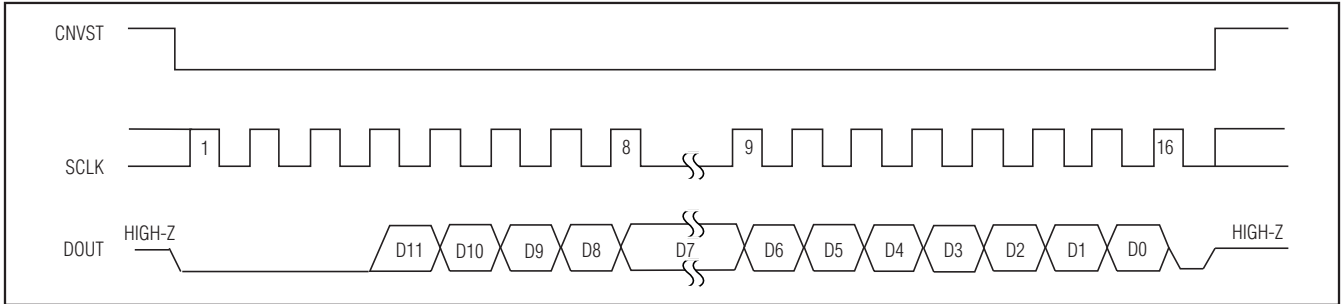 CNVST
SCLK
1
8
9
16
DOUT
HIGH-Z
D11
D10
D9
D8
D7
D6
D5
D4
D3
D2
D1
D0
HIGH-Z